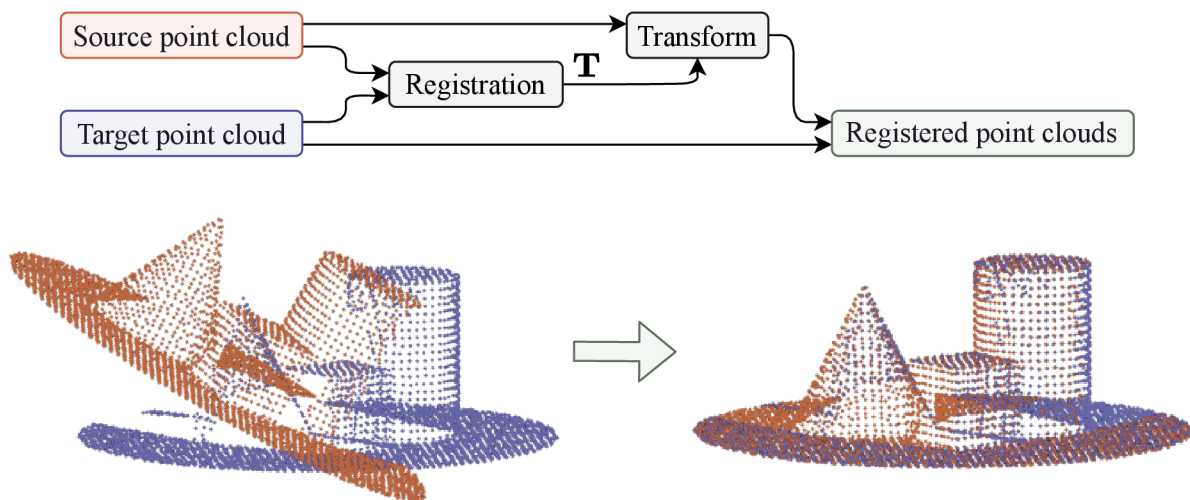 Source point cloud
Transform
T
Registration
Target point cloud
Registered point clouds